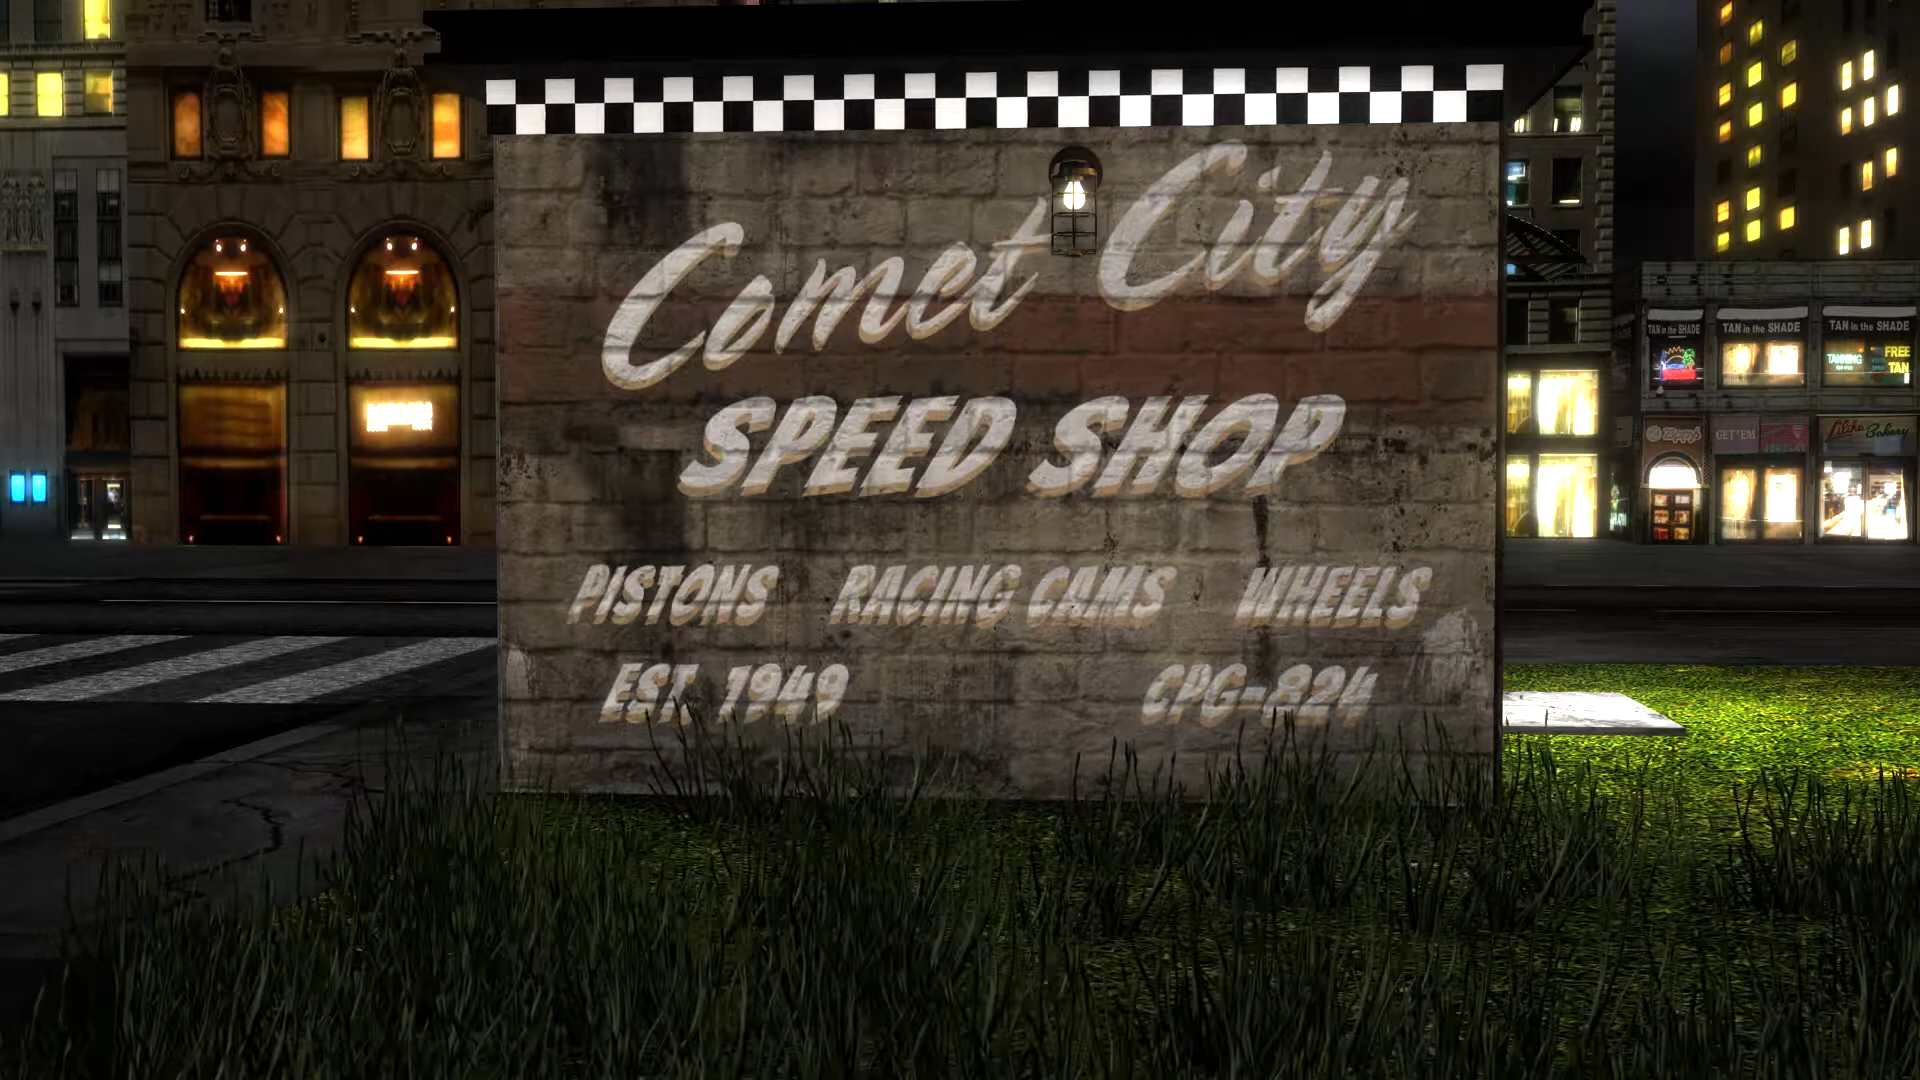 Comet City
SPEED SHOP
PISTONS RACING CAMS WHEELS
EST. 1949 CPG-824
TAN in the SHADE TAN in the SHADE TAN in the SHADE
TANNING FREE TAN
Zippy's GET'EM Bakery